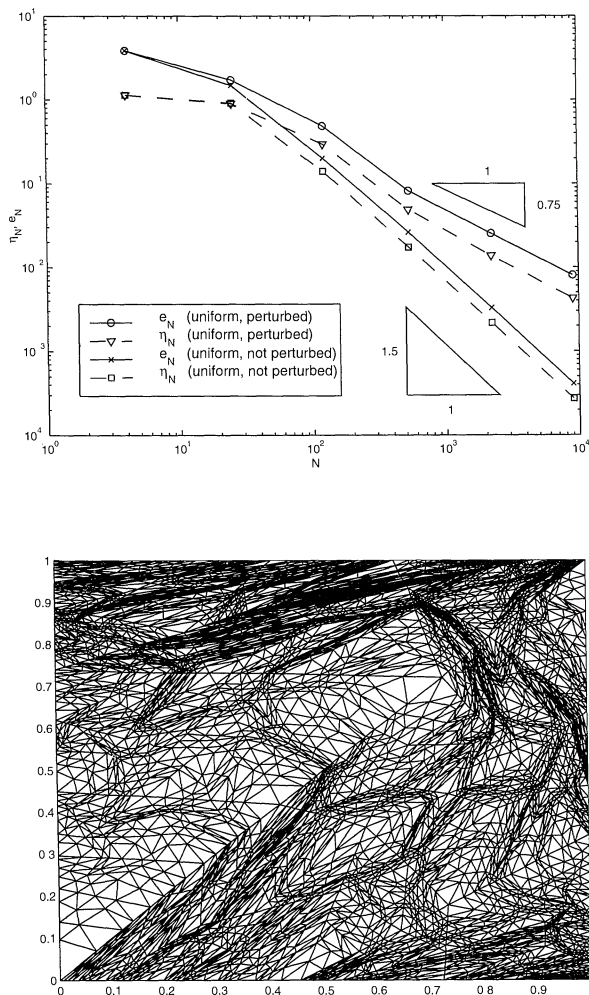 10^1
10^0
10^-1
10^-2
10^-3
10^4
η_N, e_N
1
0.75
1.5
1
e_N (uniform, perturbed)
η_N (uniform, perturbed)
e_N (uniform, not perturbed)
η_N (uniform, not perturbed)
10^0 10^1 10^2 10^3 10^4
N
1
0.9
0.8
0.7
0.6
0.5
0.4
0.3
0.2
0.1
0
0 0.1 0.2 0.3 0.4 0.5 0.6 0.7 0.8 0.9